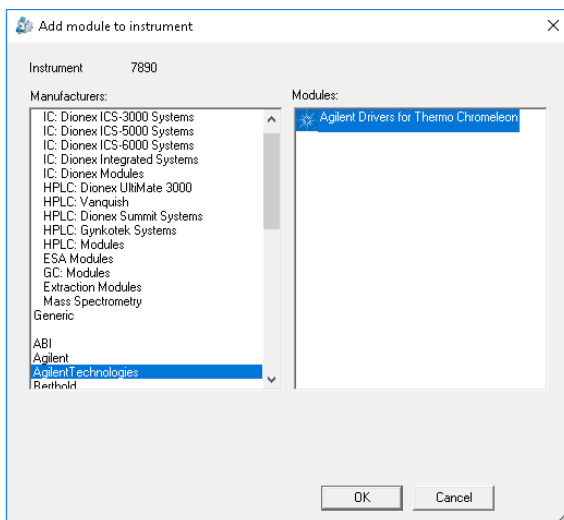 Add module to instrument
Instrument 7890
Manufacturers:
IC: Dionex ICS-3000 Systems
IC: Dionex ICS-5000 Systems
IC: Dionex ICS-6000 Systems
IC: Dionex Integrated Systems
IC: Dionex Modules
HPLC: Dionex UltiMate 3000
HPLC: Vanquish
HPLC: Dionex Summit Systems
HPLC: Gynkotek Systems
HPLC: Modules
ESA Modules
GC: Modules
Extraction Modules
Mass Spectrometry
Generic
ABI
Agilent
AgilentTechnologies
Berthold
Modules:
Agilent Drivers for Thermo Chromeleon
OK
Cancel